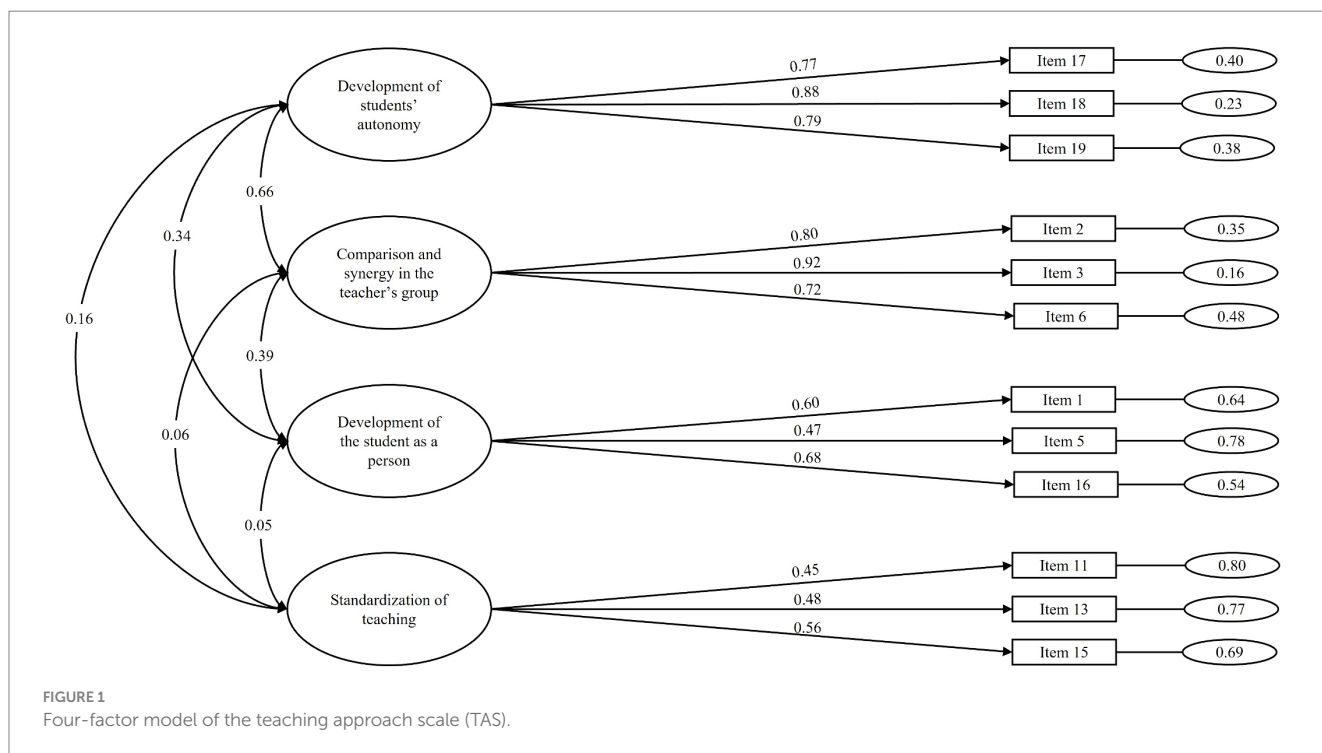 Development of
students’
autonomy
0.77
0.88
0.79
Item 17
0.40
Item 18
0.23
Item 19
0.38
0.66
0.34
Comparison and
synergy in the
teacher’s group
0.80
0.92
0.72
Item 2
0.35
Item 3
0.16
Item 6
0.48
0.16
0.39
0.06
Development of
the student as a
person
0.60
0.47
0.68
Item 1
0.64
Item 5
0.78
Item 16
0.54
0.05
Standardization of
teaching
0.45
0.48
0.56
Item 11
0.80
Item 13
0.77
Item 15
0.69
FIGURE 1
Four-factor model of the teaching approach scale (TAS).